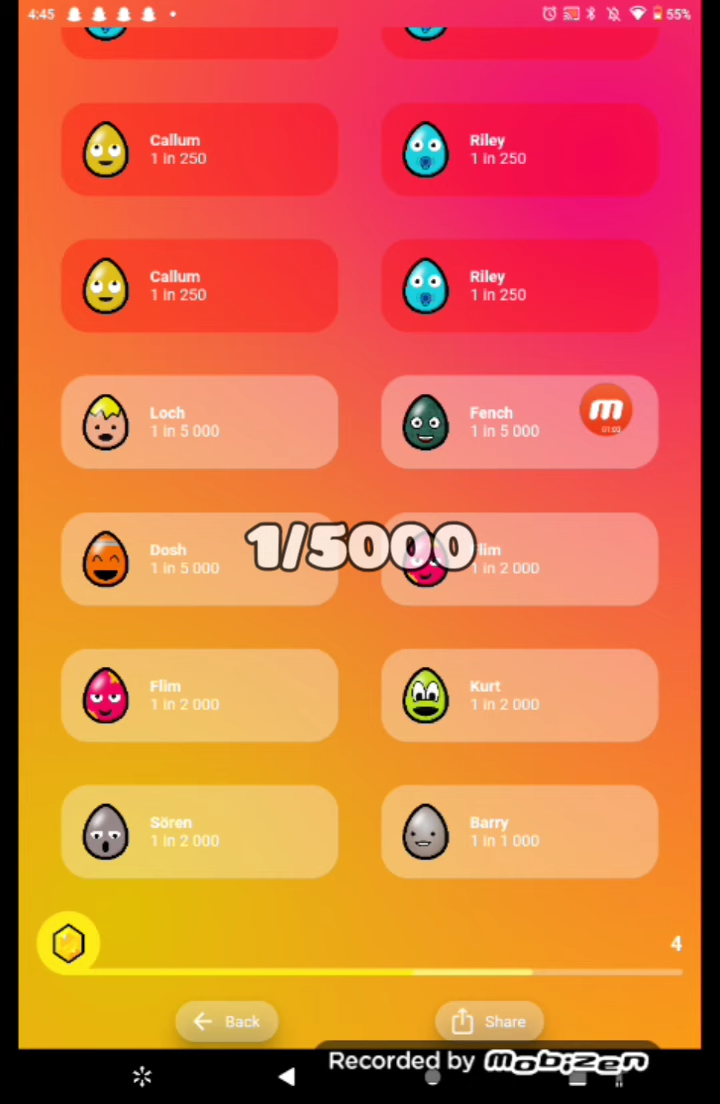 4:45
55%
Callum
1 in 250
Riley
1 in 250
Callum
1 in 250
Riley
1 in 250
Loch
1 in 5 000
Fench
1 in 5 000
m
01:03
Dosh
1 in 5 000
1/5000
Flim
1 in 2 000
Flim
1 in 2 000
Kurt
1 in 2 000
Sören
1 in 2 000
Barry
1 in 1 000
4
Back
Share
Recorded by Mobizen